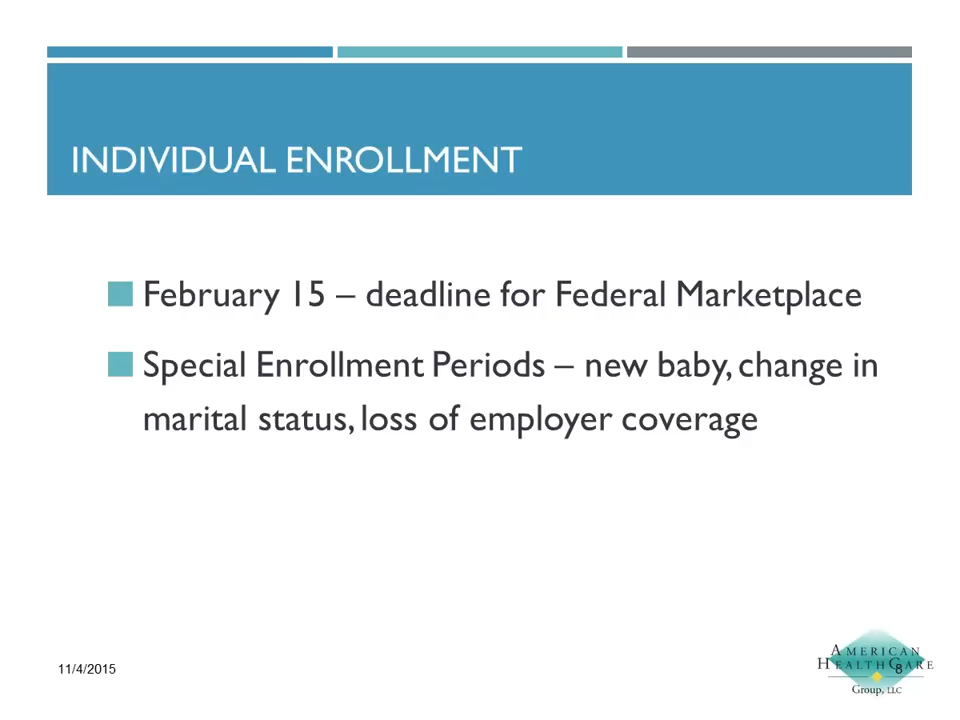 INDIVIDUAL ENROLLMENT
February 15 – deadline for Federal Marketplace
Special Enrollment Periods – new baby, change in
marital status, loss of employer coverage
11/4/2015
8
AMERICAN
HEALTHCARE
Group, LLC